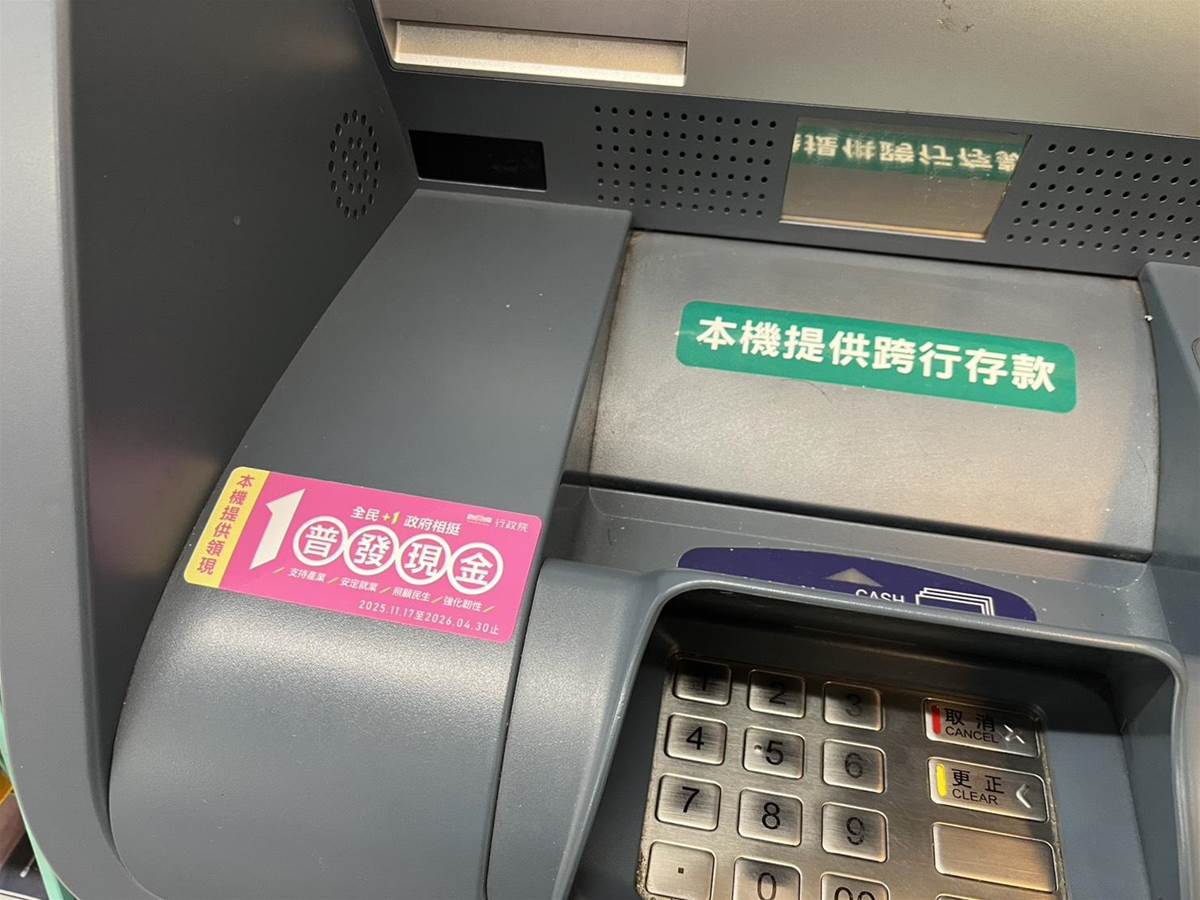 本機提供跨行存款
本機提供領現
全民+1 政府相挺
行政院
1
普發現金
支持產業／安定就業／照顧民生／強化韌性／
2025.11.17至2026.04.30止
CASH
1 2 3
取消
CANCEL
4 5 6
更正
CLEAR
7 8 9
. 0 00